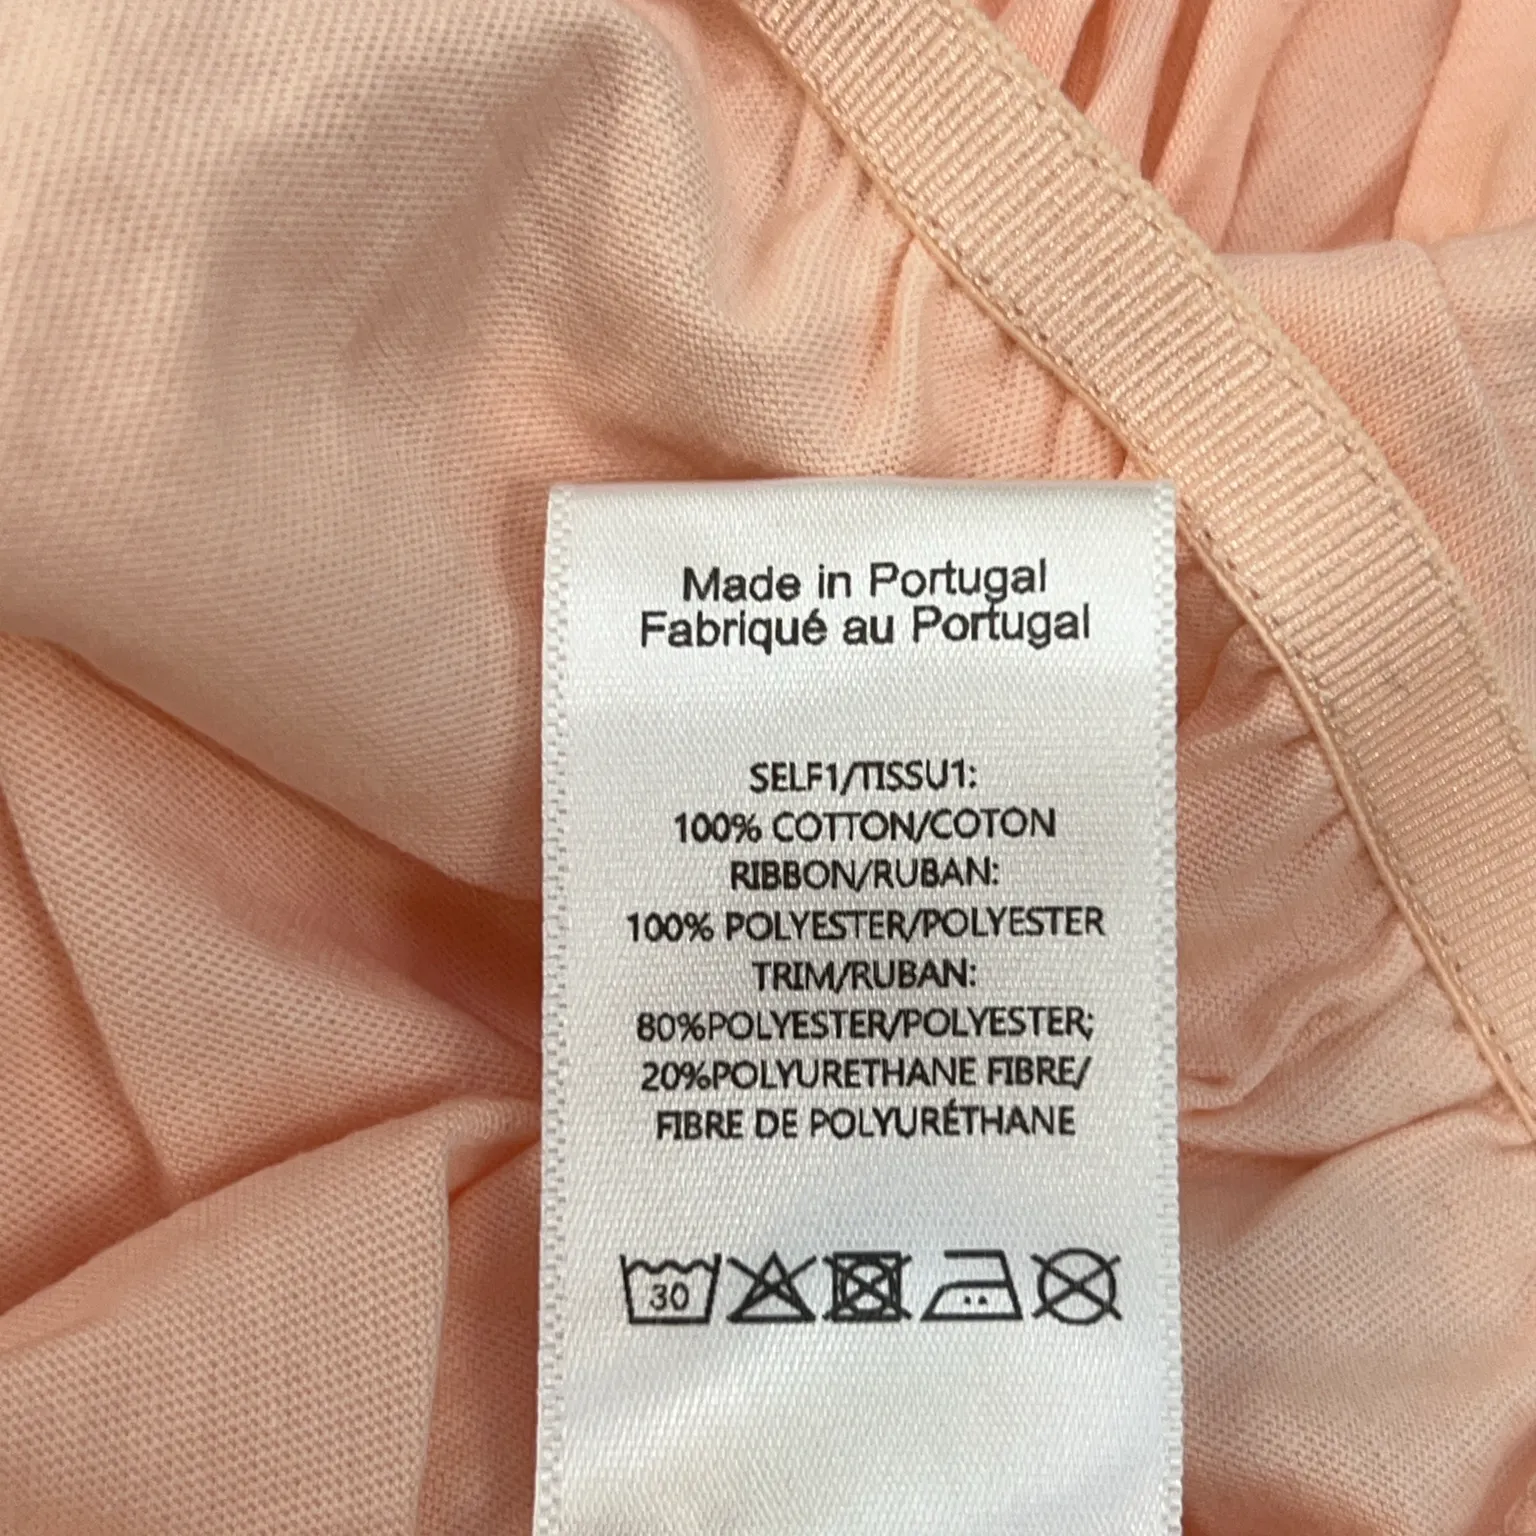 Made in Portugal
Fabriqué au Portugal
SELF1/TISSU1:
100% COTTON/COTON
RIBBON/RUBAN:
100% POLYESTER/POLYESTER
TRIM/RUBAN:
80%POLYESTER/POLYESTER;
20%POLYURETHANE FIBRE/
FIBRE DE POLYURÉTHANE
30